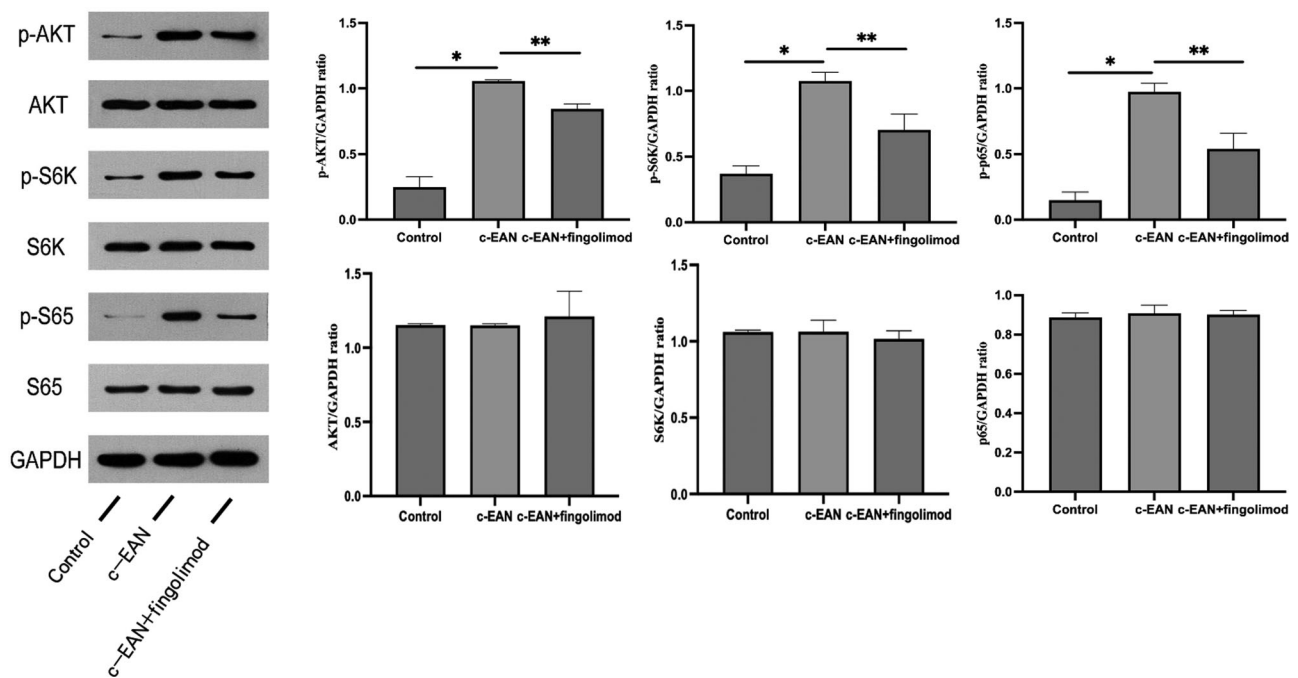 p-AKT
AKT
p-S6K
S6K
p-S65
S65
GAPDH
Control
c-EAN
c-EAN+fingolimod
p-AKT/GAPDH ratio
1.5
1.0
0.5
0.0
*
**
Control
c-EAN
c-EAN+fingolimod
p-S6K/GAPDH ratio
1.5
1.0
0.5
0.0
*
**
Control
c-EAN
c-EAN+fingolimod
p-p65/GAPDH ratio
1.5
1.0
0.5
0.0
*
**
Control
c-EAN
c-EAN+fingolimod
AKT/GAPDH ratio
1.5
1.0
1.5
0.0
Control
c-EAN
c-EAN+fingolimod
S6K/GAPDH ratio
1.5
1.0
0.5
0.0
Control
c-EAN
c-EAN+fingolimod
p65/GAPDH ratio
1.0
0.8
0.6
0.4
0.2
0.0
Control
c-EAN
c-EAN+fingolimod